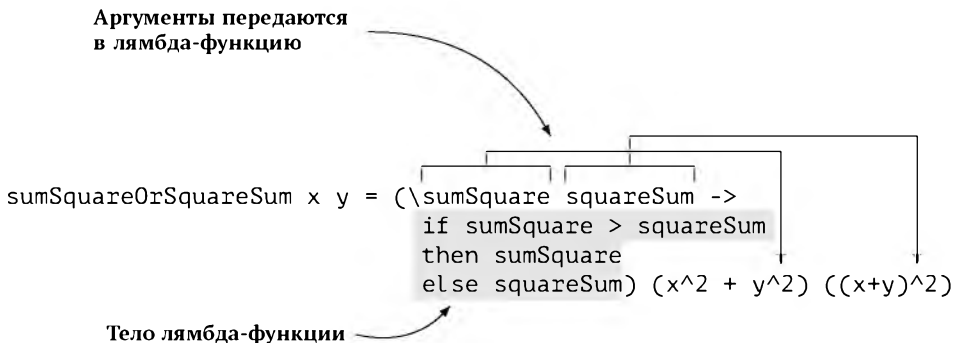 Аргументы передаются
в лямбда-функцию
sumSquareOrSquareSum x y = (\sumSquare squareSum ->
if sumSquare > squareSum
then sumSquare
else squareSum) (x^2 + y^2) ((x+y)^2)
Тело лямбда-функции